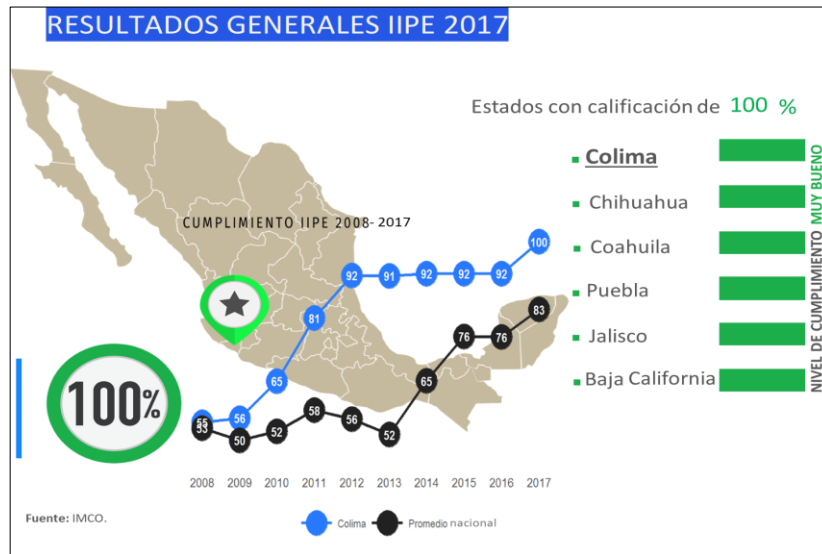 RESULTADOS GENERALES IIPE 2017
Estados con calificación de 100 %
Colima
Chihuahua
Coahuila
Puebla
Jalisco
Baja California
NIVEL DE CUMPLIMIENTO MUY BUENO
CUMPLIMIENTO IIPE 2008-2017
100%
55 56 65 81 92 91 92 92 92 100
53 50 52 58 56 52 65 76 76 83
2008 2009 2010 2011 2012 2013 2014 2015 2016 2017
Colima Promedio nacional
Fuente: IMCO.